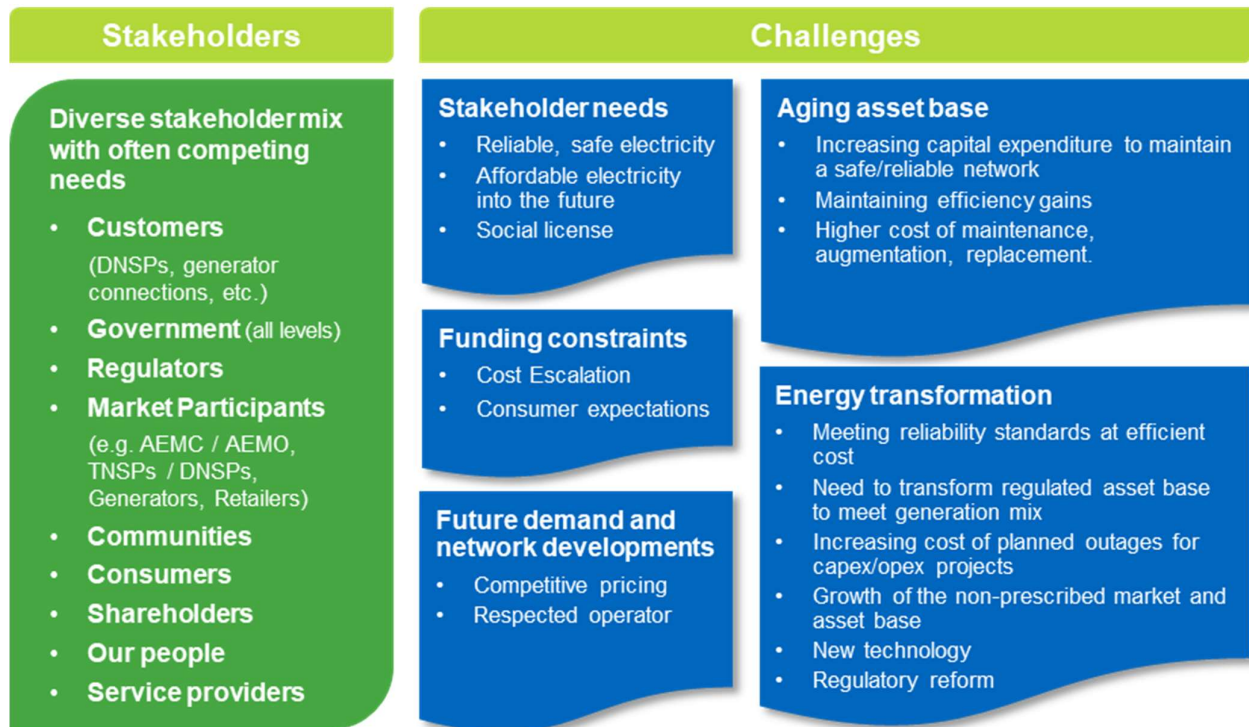 Stakeholders
Challenges
Diverse stakeholder mix
with often competing
needs
• Customers
(DNSPs, generator
connections, etc.)
• Government (all levels)
• Regulators
• Market Participants
(e.g. AEMC / AEMO,
TNSPs / DNSPs,
Generators, Retailers)
• Communities
• Consumers
• Shareholders
• Our people
• Service providers
Stakeholder needs
• Reliable, safe electricity
• Affordable electricity
into the future
• Social license
Funding constraints
• Cost Escalation
• Consumer expectations
Future demand and
network developments
• Competitive pricing
• Respected operator
Aging asset base
• Increasing capital expenditure to maintain
a safe/reliable network
• Maintaining efficiency gains
• Higher cost of maintenance,
augmentation, replacement.
Energy transformation
• Meeting reliability standards at efficient
cost
• Need to transform regulated asset base
to meet generation mix
• Increasing cost of planned outages for
capex/opex projects
• Growth of the non-prescribed market and
asset base
• New technology
• Regulatory reform